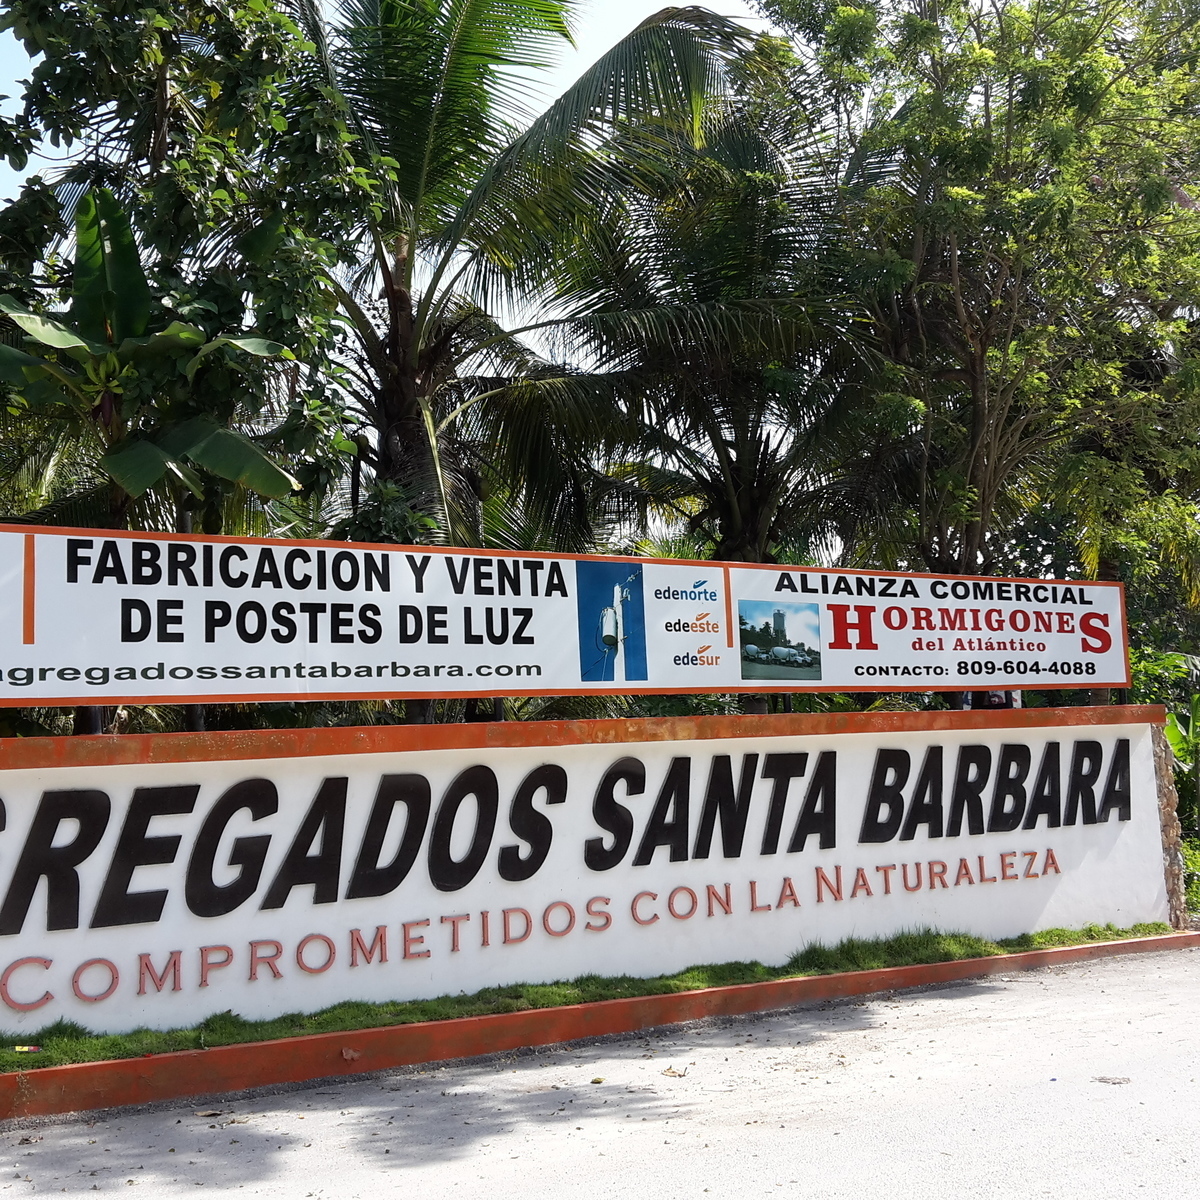 FABRICACION Y VENTA
DE POSTES DE LUZ
agregadossantabarbara.com
edenorte
edeeste
edesur
ALIANZA COMERCIAL
HORMIGONES
del Atlántico
CONTACTO: 809-604-4088
GREGADOS SANTA BARBARA
COMPROMETIDOS CON LA NATURALEZA